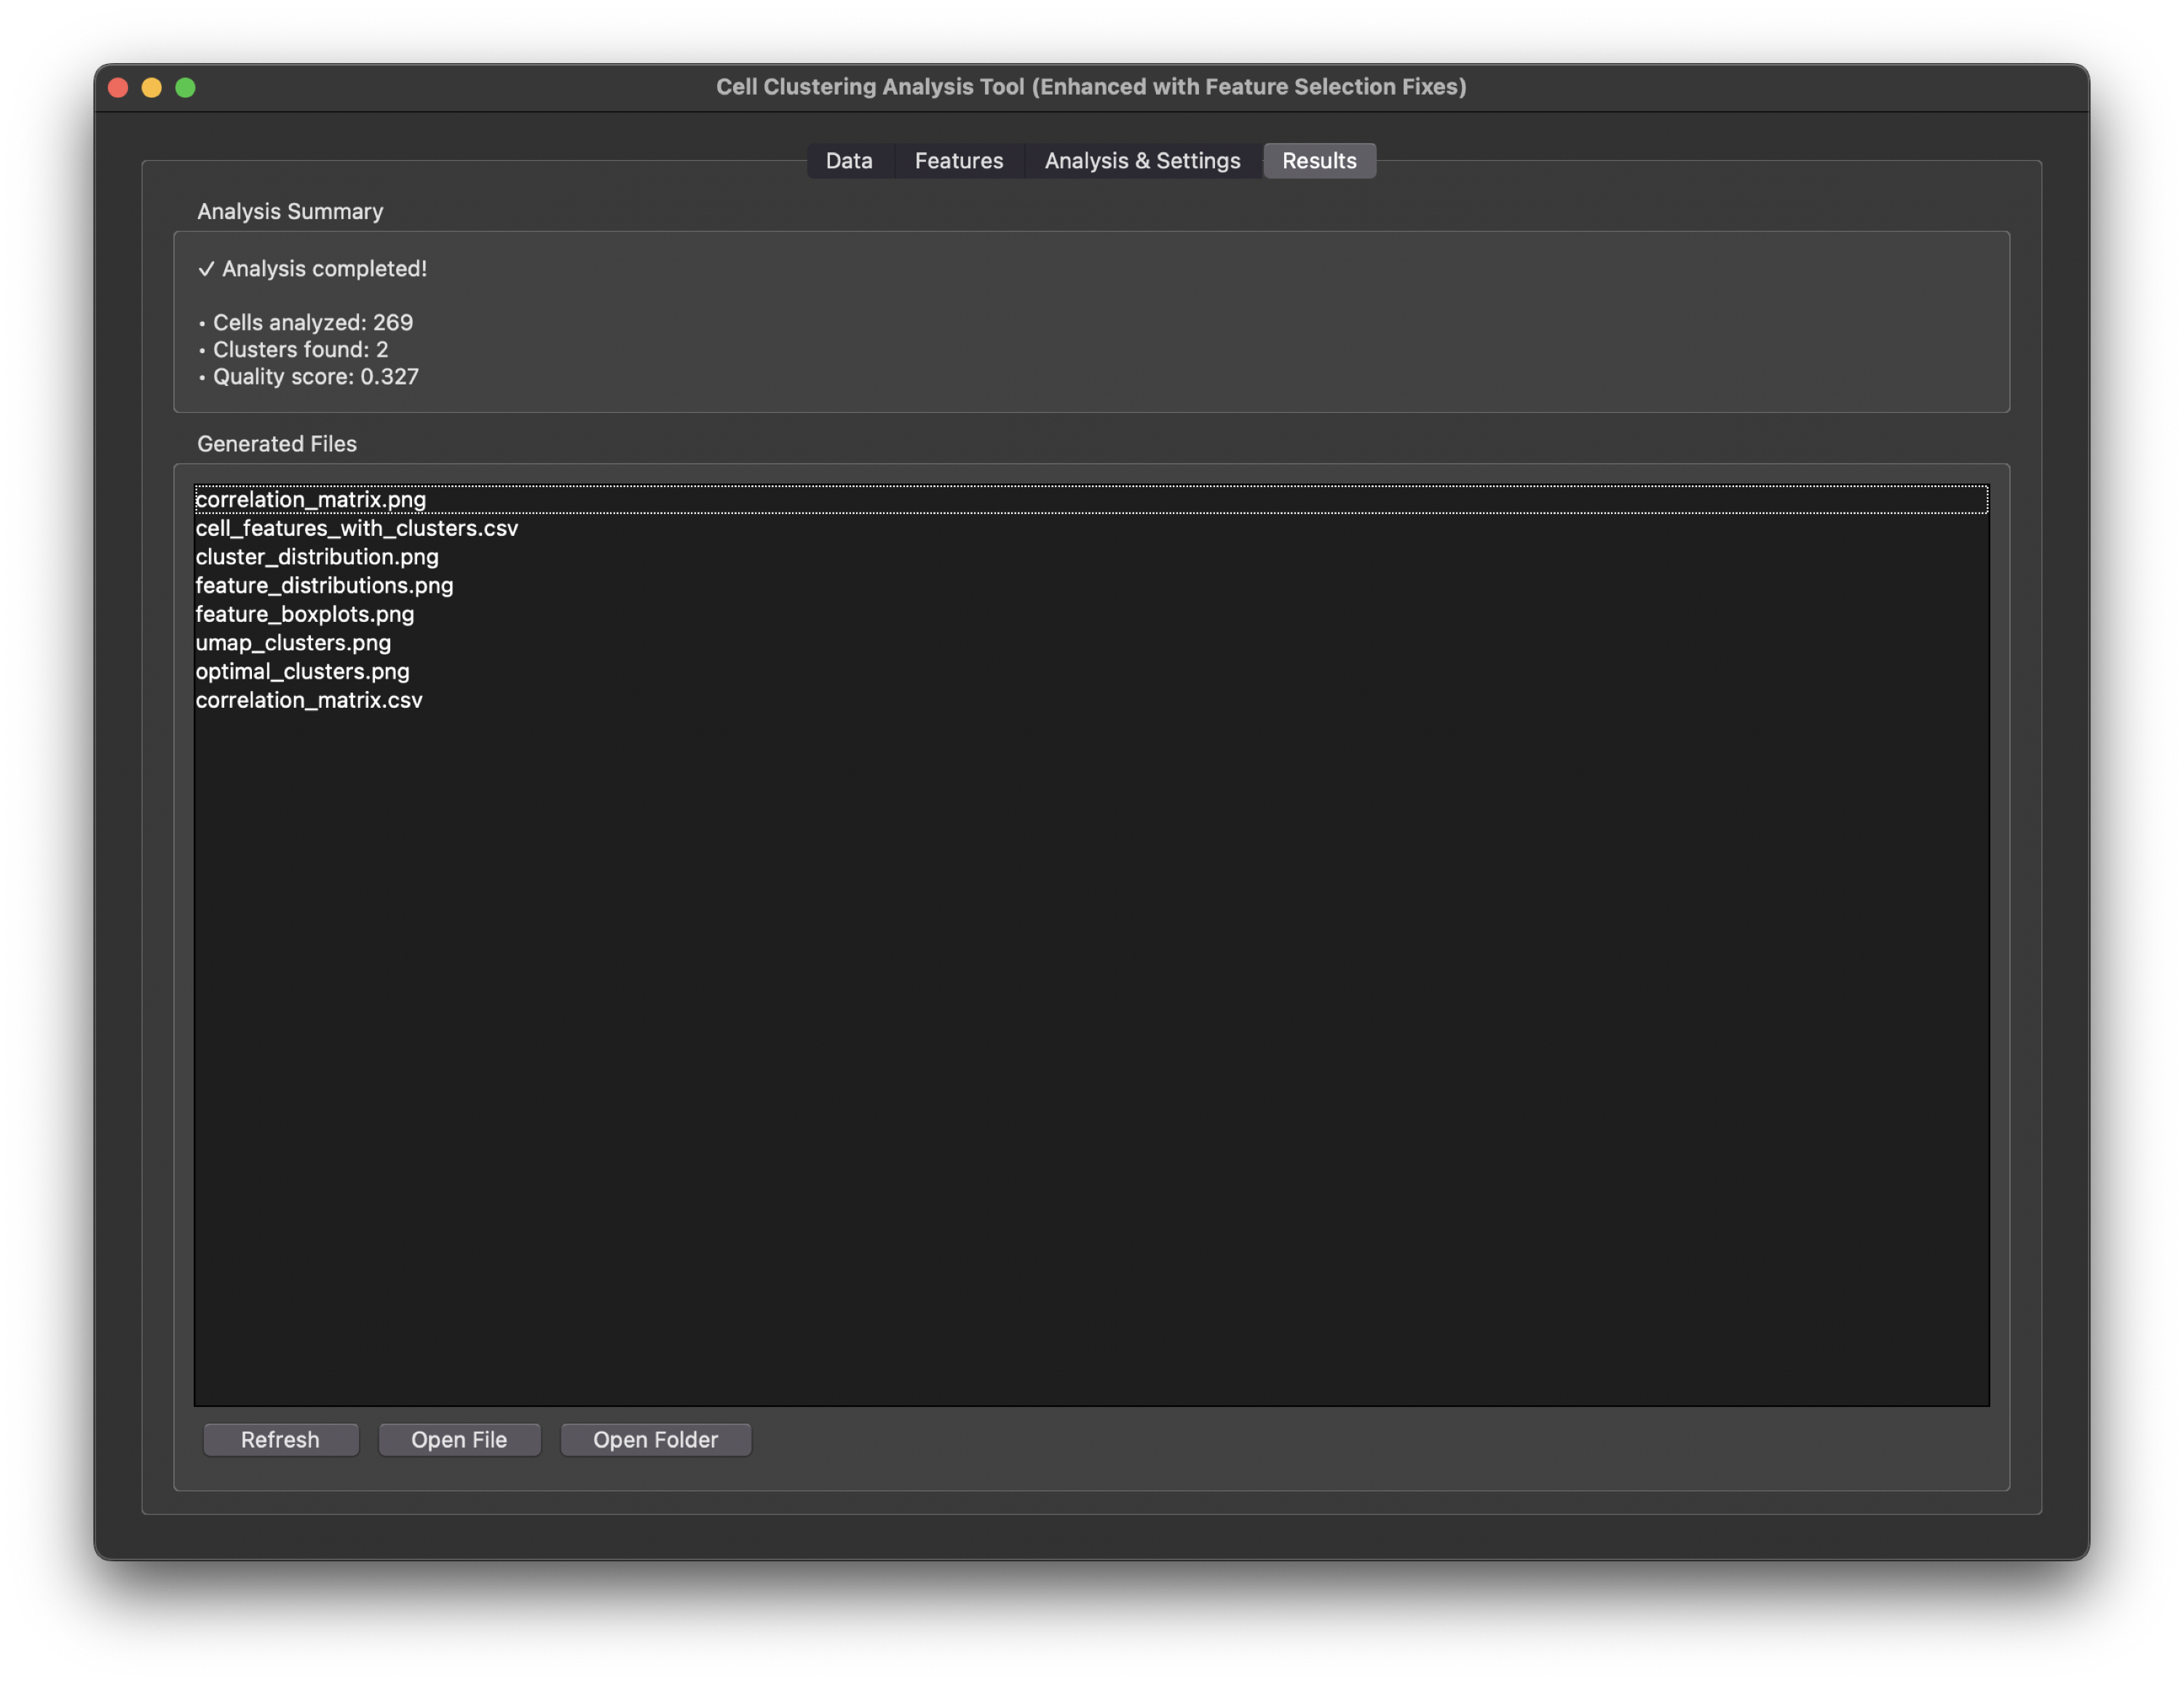 Cell Clustering Analysis Tool (Enhanced with Feature Selection Fixes)
Data Features Analysis & Settings Results
Analysis Summary
✓ Analysis completed!
• Cells analyzed: 269
• Clusters found: 2
• Quality score: 0.327
Generated Files
correlation_matrix.png
cell_features_with_clusters.csv
cluster_distribution.png
feature_distributions.png
feature_boxplots.png
umap_clusters.png
optimal_clusters.png
correlation_matrix.csv
Refresh Open File Open Folder